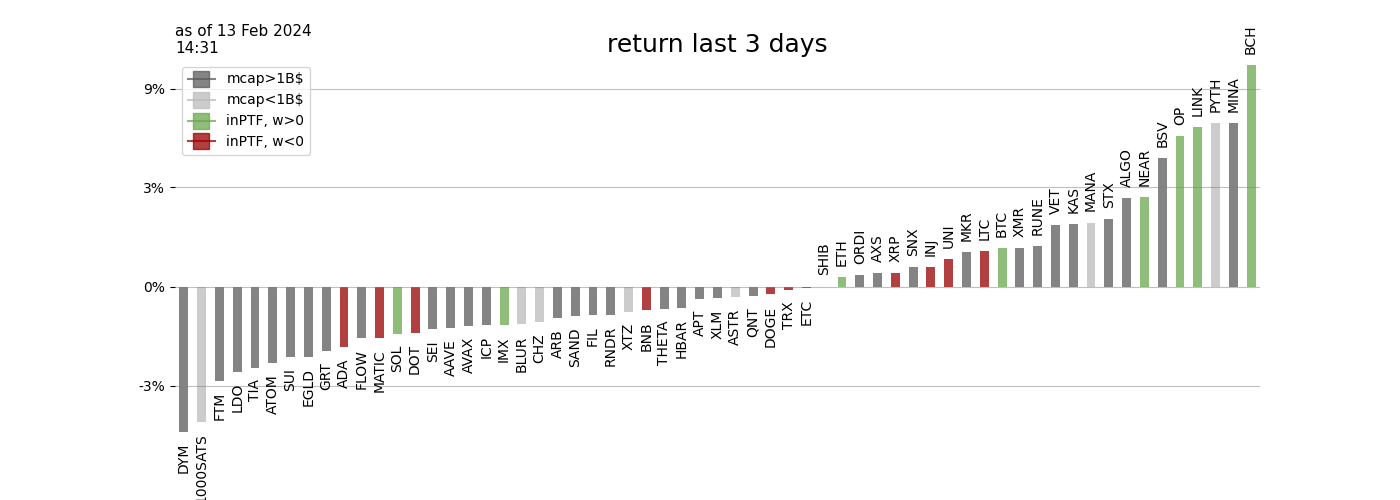 as of 13 Feb 2024
14:31
return last 3 days
mcap>1B$
mcap<1B$
inPTF, w>0
inPTF, w<0
9%
3%
0%
-3%
DYM
1000SATS
FTM
LDO
TIA
ATOM
SUI
EGLD
GRT
ADA
FLOW
MATIC
SOL
DOT
SEI
AAVE
AVAX
ICP
IMX
BLUR
CHZ
ARB
SAND
FIL
RNDR
XTZ
BNB
THETA
HBAR
APT
XLM
ASTR
QNT
DOGE
TRX
ETC
SHIB
ETH
ORDI
AXS
XRP
SNX
INJ
UNI
MKR
LTC
BTC
XMR
RUNE
VET
KAS
MANA
STX
ALGO
NEAR
BSV
OP
LINK
PYTH
MINA
BCH